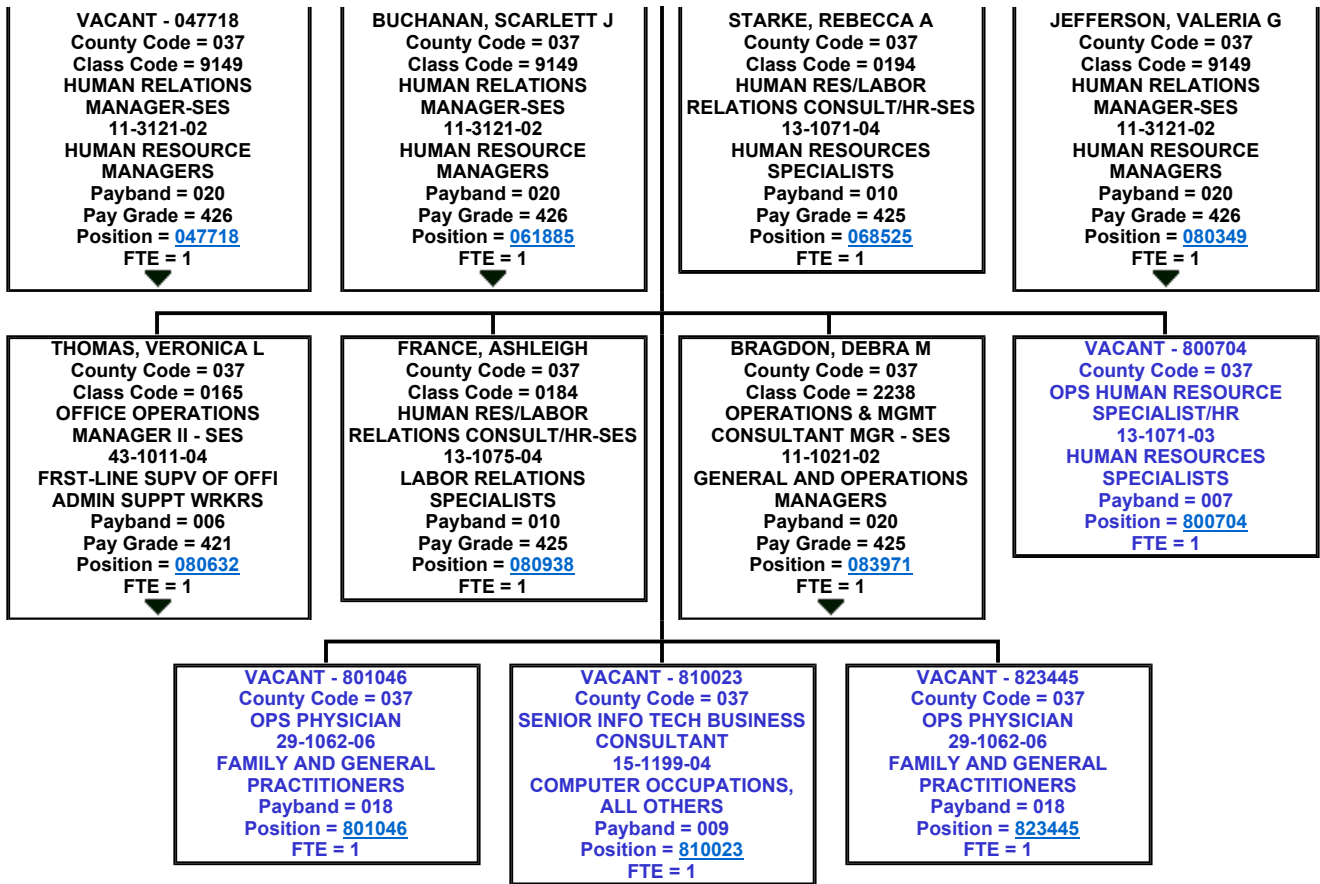 VACANT - 047718
County Code = 037
Class Code = 9149
HUMAN RELATIONS
MANAGER-SES
11-3121-02
HUMAN RESOURCE
MANAGERS
Payband = 020
Pay Grade = 426
Position = 047718
FTE = 1
BUCHANAN, SCARLETT J
County Code = 037
Class Code = 9149
HUMAN RELATIONS
MANAGER-SES
11-3121-02
HUMAN RESOURCE
MANAGERS
Payband = 020
Pay Grade = 426
Position = 061885
FTE = 1
STARKE, REBECCA A
County Code = 037
Class Code = 0194
HUMAN RES/LABOR
RELATIONS CONSULT/HR-SES
13-1071-04
HUMAN RESOURCES
SPECIALISTS
Payband = 010
Pay Grade = 425
Position = 068525
FTE = 1
JEFFERSON, VALERIA G
County Code = 037
Class Code = 9149
HUMAN RELATIONS
MANAGER-SES
11-3121-02
HUMAN RESOURCE
MANAGERS
Payband = 020
Pay Grade = 426
Position = 080349
FTE = 1
THOMAS, VERONICA L
County Code = 037
Class Code = 0165
OFFICE OPERATIONS
MANAGER II - SES
43-1011-04
FRST-LINE SUPV OF OFFI
ADMIN SUPPT WRKRS
Payband = 006
Pay Grade = 421
Position = 080632
FTE = 1
FRANCE, ASHLEIGH
County Code = 037
Class Code = 0184
HUMAN RES/LABOR
RELATIONS CONSULT/HR-SES
13-1075-04
LABOR RELATIONS
SPECIALISTS
Payband = 010
Pay Grade = 425
Position = 080938
FTE = 1
BRAGDON, DEBRA M
County Code = 037
Class Code = 2238
OPERATIONS & MGMT
CONSULTANT MGR - SES
11-1021-02
GENERAL AND OPERATIONS
MANAGERS
Payband = 020
Pay Grade = 425
Position = 083971
FTE = 1
VACANT - 800704
County Code = 037
OPS HUMAN RESOURCE
SPECIALIST/HR
13-1071-03
HUMAN RESOURCES
SPECIALISTS
Payband = 007
Position = 800704
FTE = 1
VACANT - 801046
County Code = 037
OPS PHYSICIAN
29-1062-06
FAMILY AND GENERAL
PRACTITIONERS
Payband = 018
Position = 801046
FTE = 1
VACANT - 810023
County Code = 037
SENIOR INFO TECH BUSINESS
CONSULTANT
15-1199-04
COMPUTER OCCUPATIONS,
ALL OTHERS
Payband = 009
Position = 810023
FTE = 1
VACANT - 823445
County Code = 037
OPS PHYSICIAN
29-1062-06
FAMILY AND GENERAL
PRACTITIONERS
Payband = 018
Position = 823445
FTE = 1